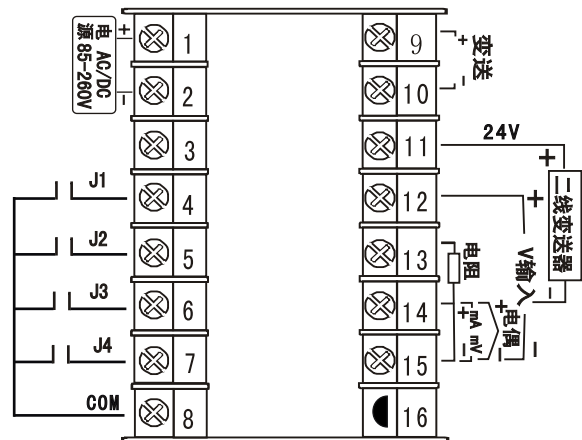 电 AC/DC
源 85-260V
+
-
1
2
3
4
5
6
7
8
J1
J2
J3
J4
COM
9
10
11
12
13
14
15
16
+
变送
-
24V
+
二线变送器
-
+
V输入
-
电阻
+
mA mV
-
+
电偶
-